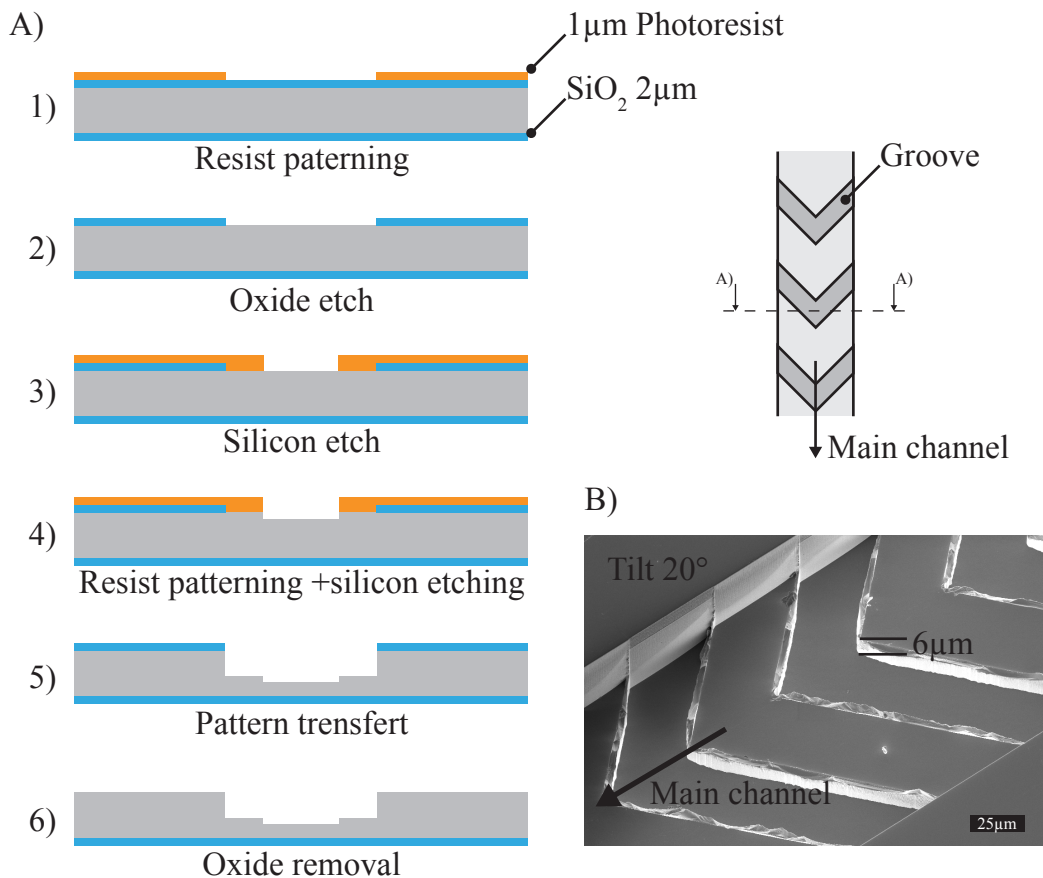 A)
1µm Photoresist
SiO₂ 2µm
1)
Resist paterning
2)
Oxide etch
3)
Silicon etch
4)
Resist patterning +silicon etching
5)
Pattern trensfert
6)
Oxide removal
Groove
A)
A)
Main channel
B)
Tilt 20°
6µm
Main channel
25µm